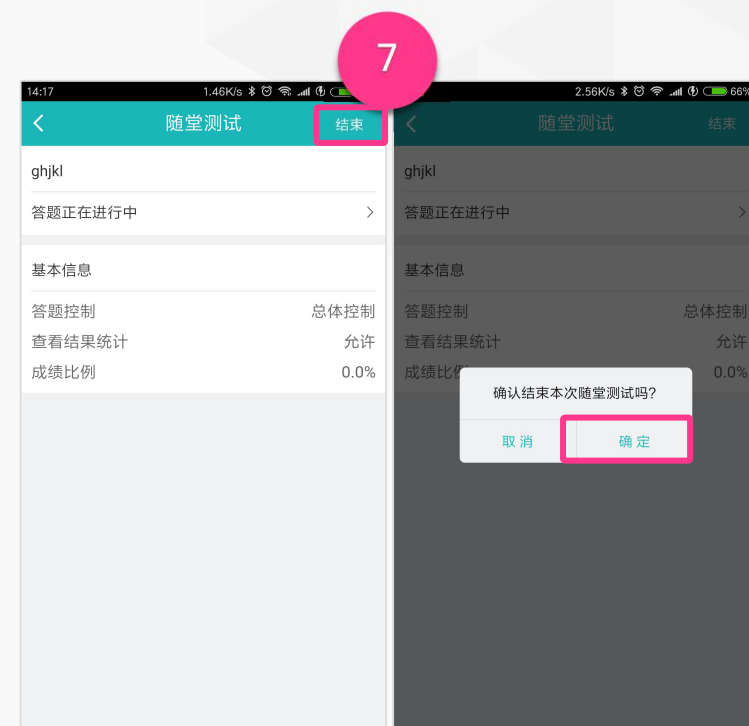 7
14:17 1.46K/s
随堂测试 结束
ghjkl
答题正在进行中
基本信息
答题控制 总体控制
查看结果统计 允许
成绩比例 0.0%
2.56K/s 66%
随堂测试 结束
ghjkl
答题正在进行中
基本信息
答题控制 总体控制
查看结果统计 允许
成绩比 0.0%
确认结束本次随堂测试吗?
取消 确定